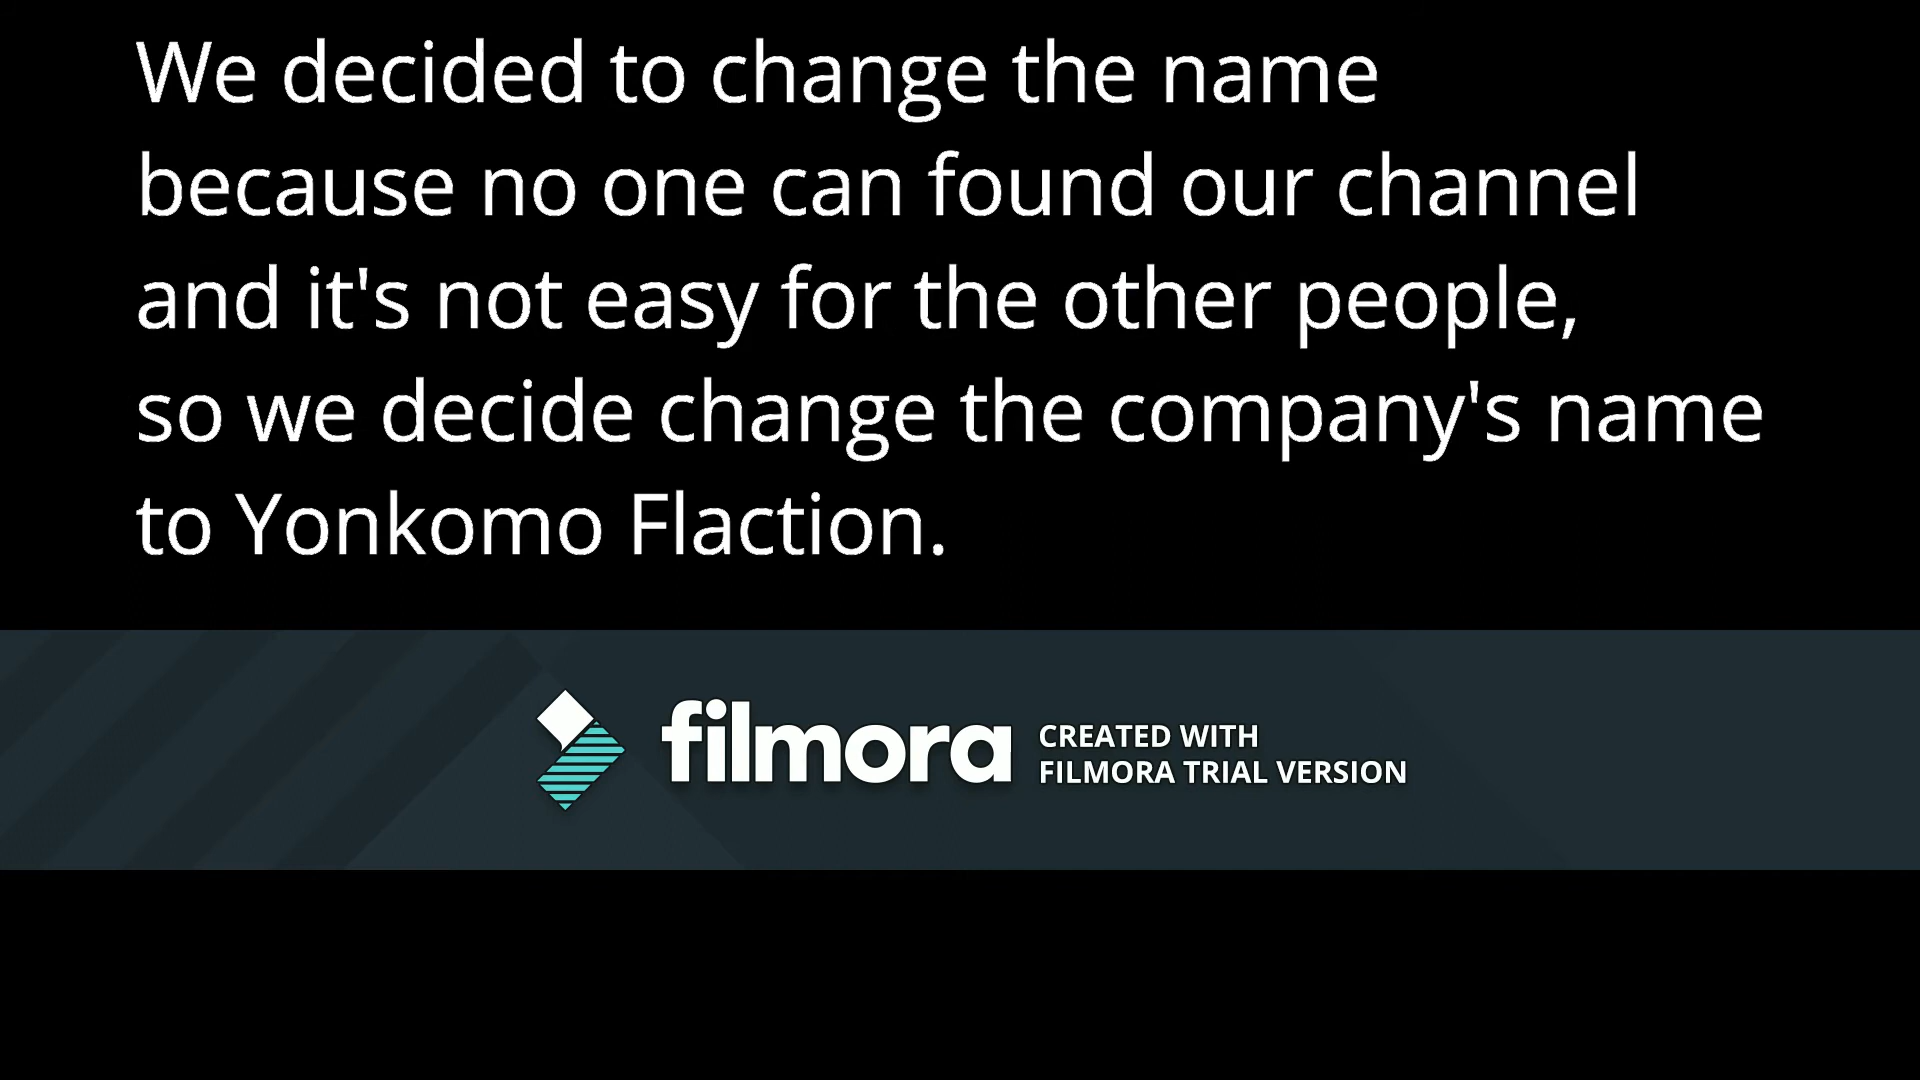 We decided to change the name
because no one can found our channel
and it's not easy for the other people,
so we decide change the company's name
to Yonkomo Flaction.
filmora
CREATED WITH
FILMORA TRIAL VERSION